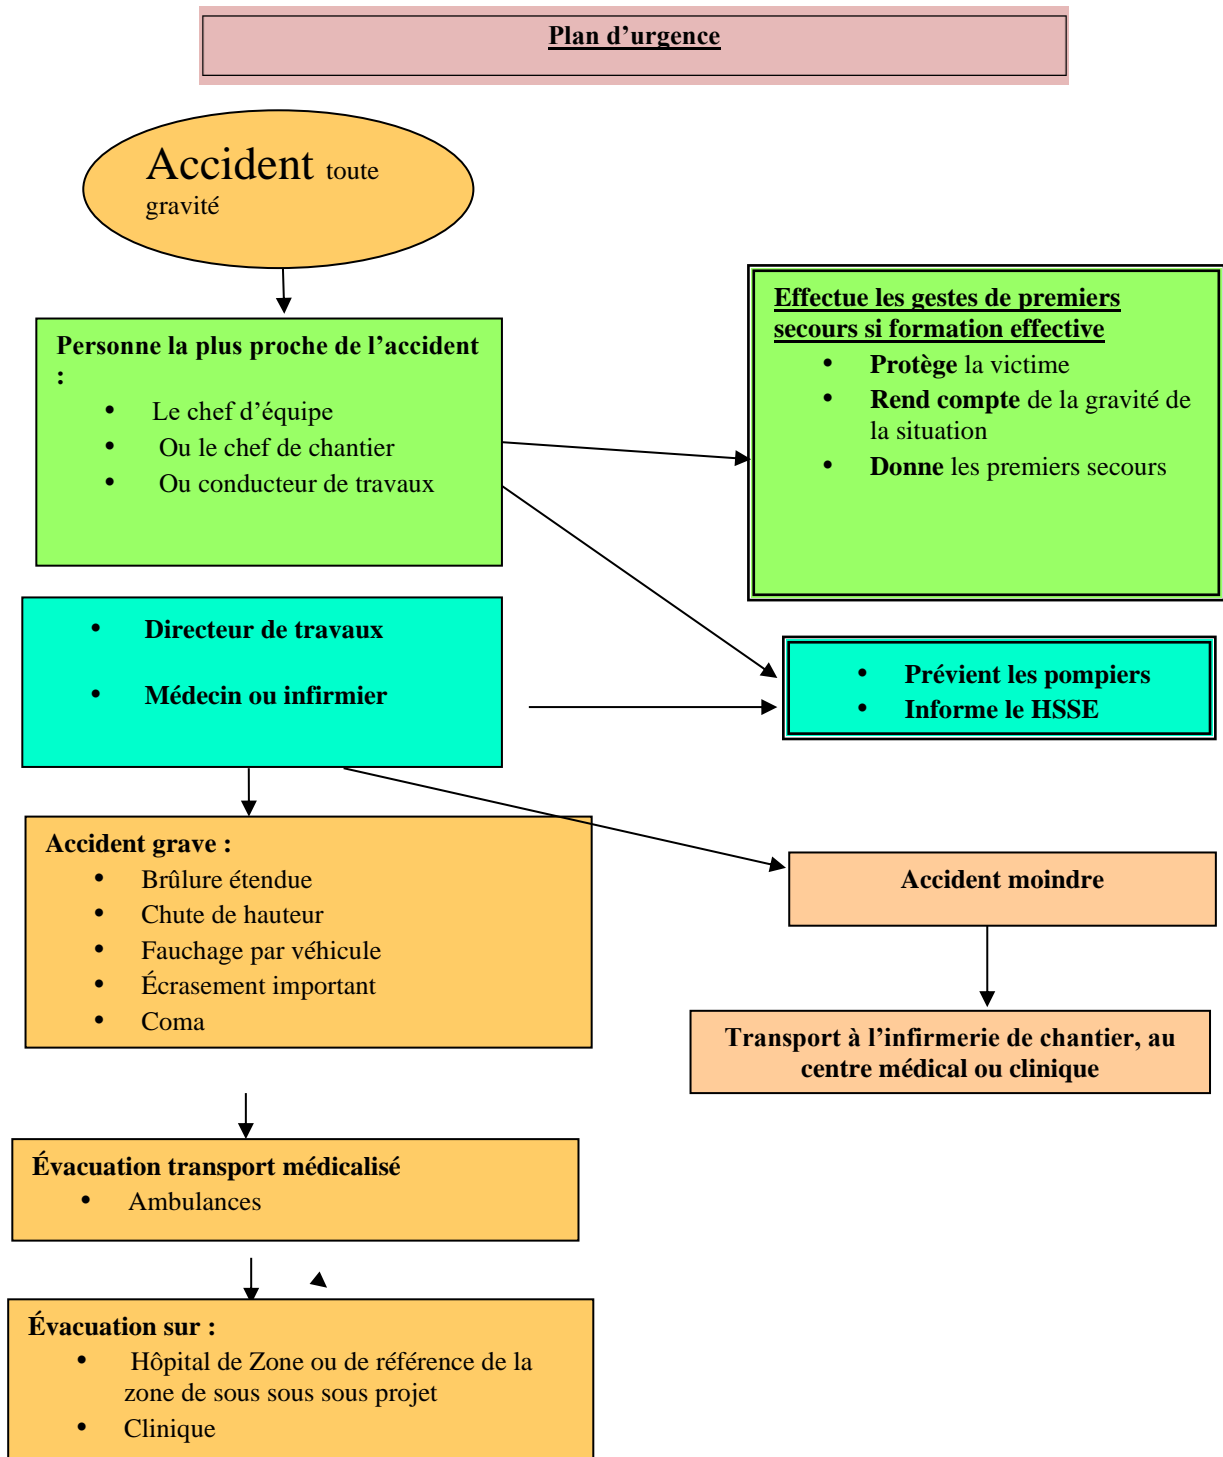 Plan d’urgence
Accident toute
gravité
Personne la plus proche de l’accident
:
• Le chef d’équipe
• Ou le chef de chantier
• Ou conducteur de travaux
Effectue les gestes de premiers
secours si formation effective
• Protège la victime
• Rend compte de la gravité de
la situation
• Donne les premiers secours
• Directeur de travaux
• Médecin ou infirmier
• Prévient les pompiers
• Informe le HSSE
Accident grave :
• Brûlure étendue
• Chute de hauteur
• Fauchage par véhicule
• Écrasement important
• Coma
Accident moindre
Transport à l’infirmerie de chantier, au
centre médical ou clinique
Évacuation transport médicalisé
• Ambulances
Évacuation sur :
• Hôpital de Zone ou de référence de la
zone de sous sous sous projet
• Clinique